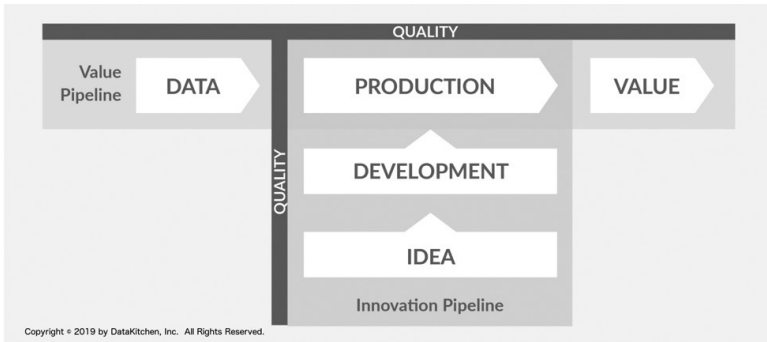 QUALITY
Value
Pipeline
DATA
PRODUCTION
VALUE
QUALITY
DEVELOPMENT
IDEA
Innovation Pipeline
Copyright © 2019 by DataKitchen, Inc. All Rights Reserved.